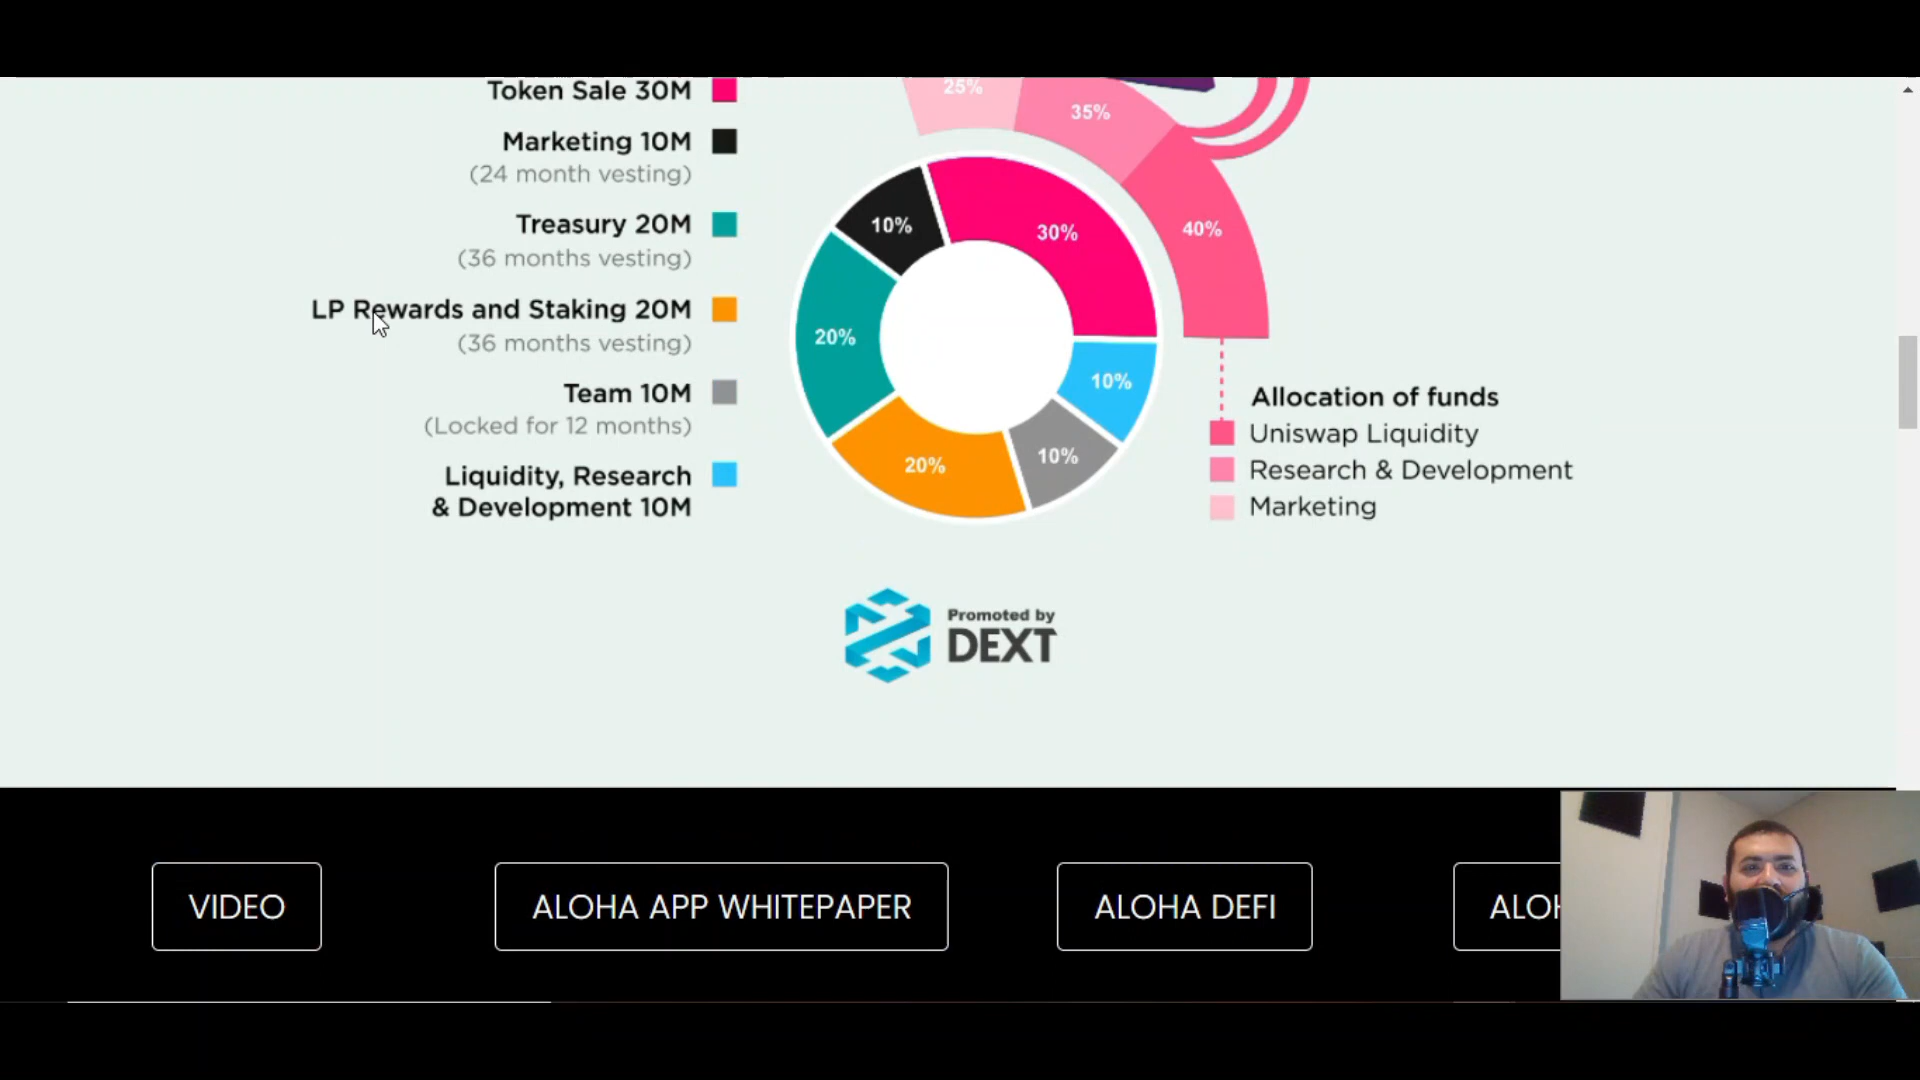 Token Sale 30M
Marketing 10M
(24 month vesting)
Treasury 20M
(36 months vesting)
LP Rewards and Staking 20M
(36 months vesting)
Team 10M
(Locked for 12 months)
Liquidity, Research
& Development 10M
25%
35%
40%
10%
30%
20%
10%
20%
10%
Allocation of funds
Uniswap Liquidity
Research & Development
Marketing
Promoted by
DEXT
VIDEO
ALOHA APP WHITEPAPER
ALOHA DEFI